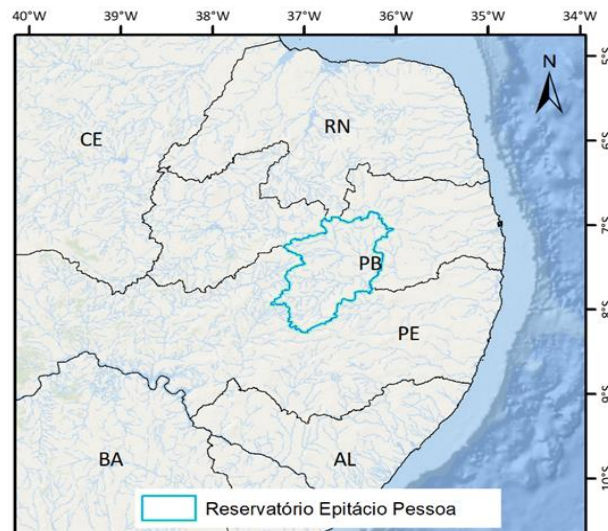 40°W 39°W 38°W 37°W 36°W 35°W 34°W
5°S
N
RN
CE
6°S
7°S
PB
8°S
PE
9°S
BA
AL
10°S
Reservatório Epitácio Pessoa